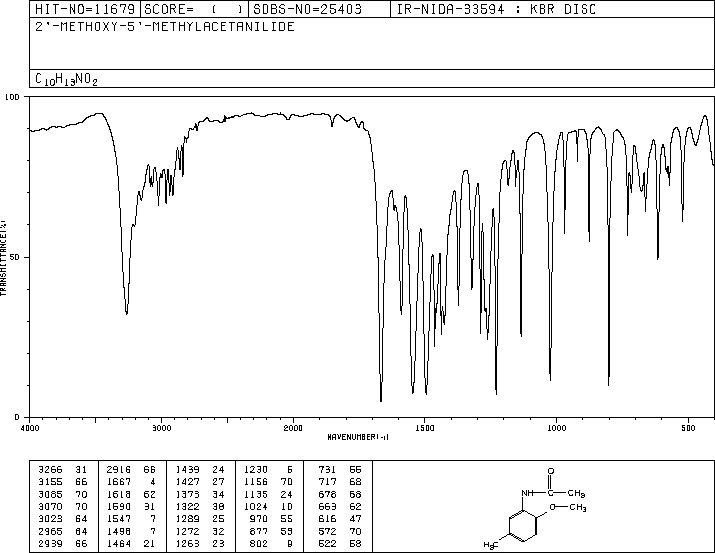 HIT-NO=11679 SCORE= ( ) SDBS-NO=25403 IR-NIDA-33594 : KBR DISC
2'-METHOXY-5'-METHYLACETANILIDE
C10H13NO2
100
50
0
TRANSMITTANCE(%)
4000 3000 2000 1500 1000 500
WAVENUMBER(-1)
3266 31 2916 66 1439 24 1230 6 731 55
3155 66 1667 4 1427 27 1156 70 717 68
3085 70 1618 62 1373 34 1135 24 678 68
3070 70 1590 31 1322 38 1024 10 663 62
3023 64 1547 7 1289 25 970 55 616 47
2965 64 1498 7 1272 32 877 53 572 70
2939 66 1464 21 1263 23 802 9 522 58
O
NH C CH3
O CH3
H3C